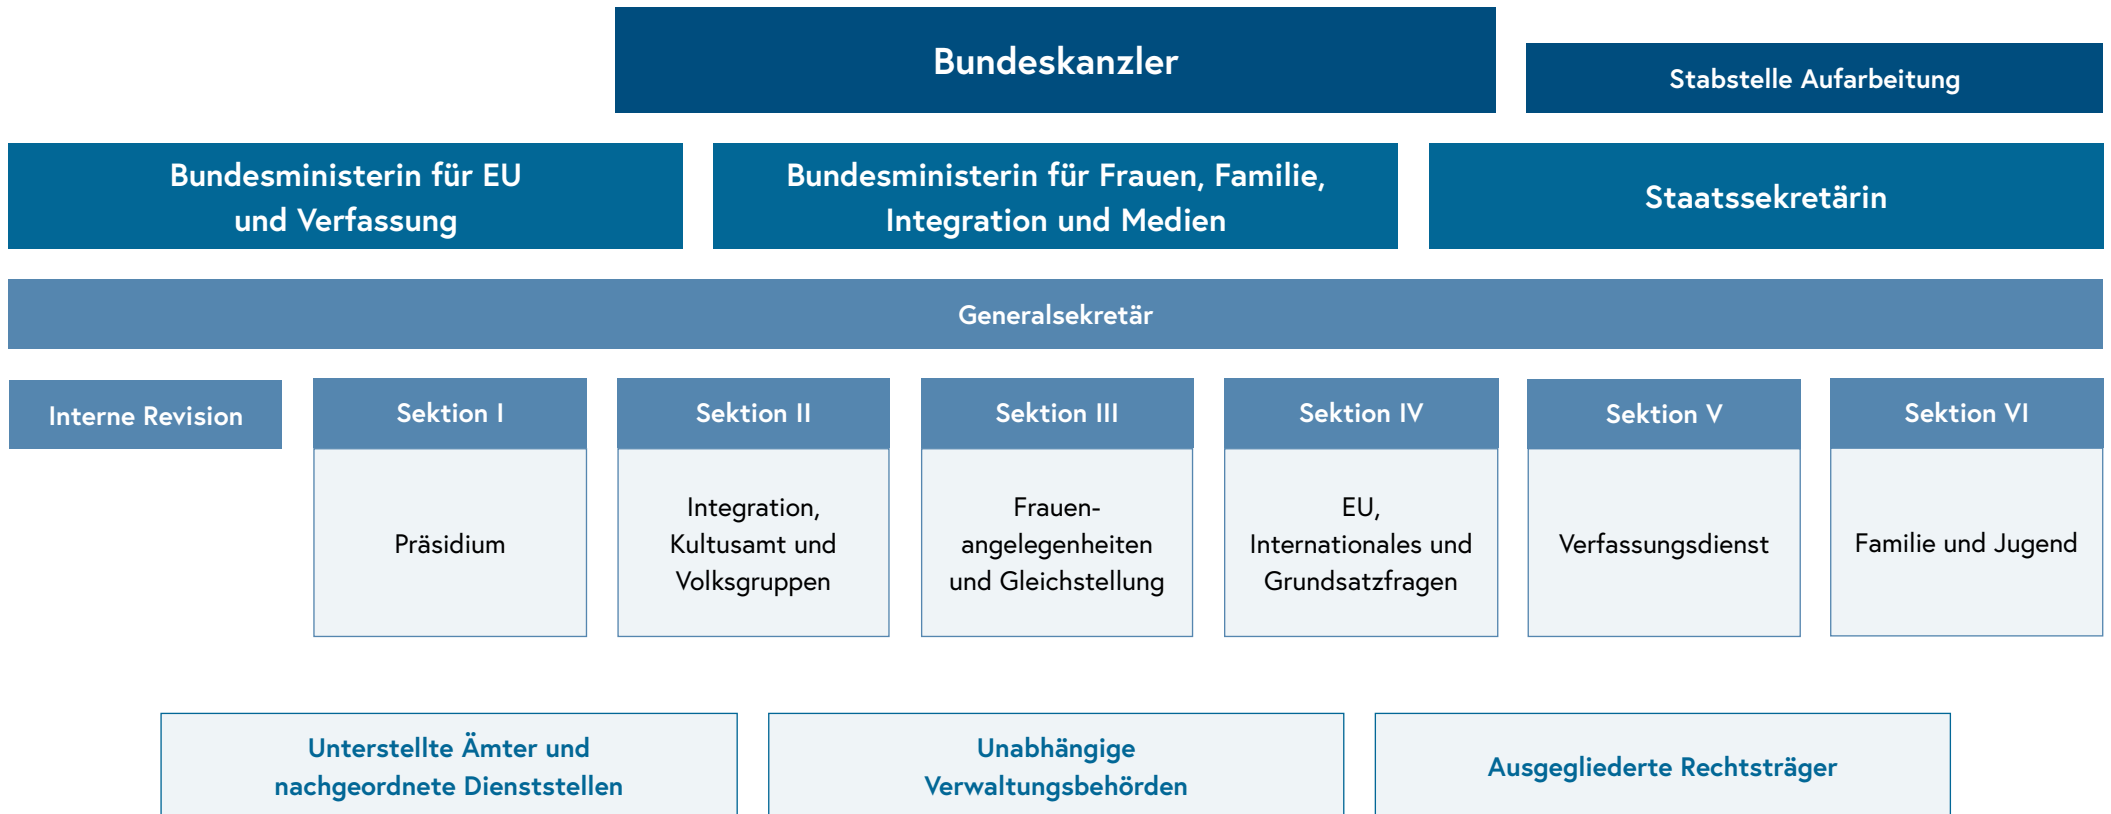 Bundeskanzler
Stabstelle Aufarbeitung
Bundesministerin für EU
und Verfassung
Bundesministerin für Frauen, Familie,
Integration und Medien
Staatssekretärin
Generalsekretär
Interne Revision
Sektion I
Präsidium
Sektion II
Integration,
Kultusamt und
Volksgruppen
Sektion III
Frauen-
angelegenheiten
und Gleichstellung
Sektion IV
EU,
Internationales und
Grundsatzfragen
Sektion V
Verfassungsdienst
Sektion VI
Familie und Jugend
Unterstellte Ämter und
nachgeordnete Dienststellen
Unabhängige
Verwaltungsbehörden
Ausgegliederte Rechtsträger